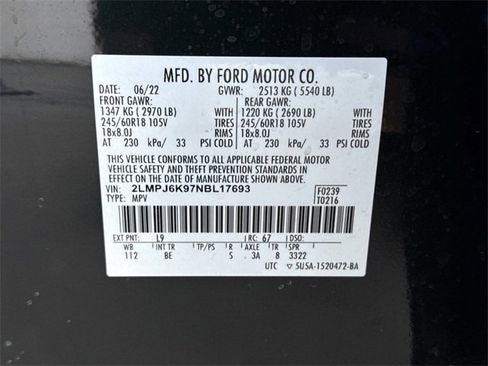 MFD. BY FORD MOTOR CO.
DATE: 06/22 GVWR: 2513 KG ( 5540 LB)
FRONT GAWR: REAR GAWR:
1347 KG ( 2970 LB) WITH 1220 KG ( 2690 LB) WITH
245/60R18 105V TIRES 245/60R18 105V TIRES
18x8.0J RIMS 18x8.0J RIMS
AT 230 kPa/ 33 PSI COLD AT 230 kPa/ 33 PSI COLD
THIS VEHICLE CONFORMS TO ALL APPLICABLE FEDERAL MOTOR
VEHICLE SAFETY AND THEFT PREVENTION STANDARDS IN EFFECT ON
THE DATE OF MANUFACTURE SHOWN ABOVE.
VIN: 2LMPJ6K97NBL17693 F0239
TYPE: MPV T0216
EXT PNT: L9 RC: 67 DSO:
WB INT TR TP/PS R AXLE TR SPR
112 BE S 3A 8 3322
UTC ▽ 5U5A-1520472-BA